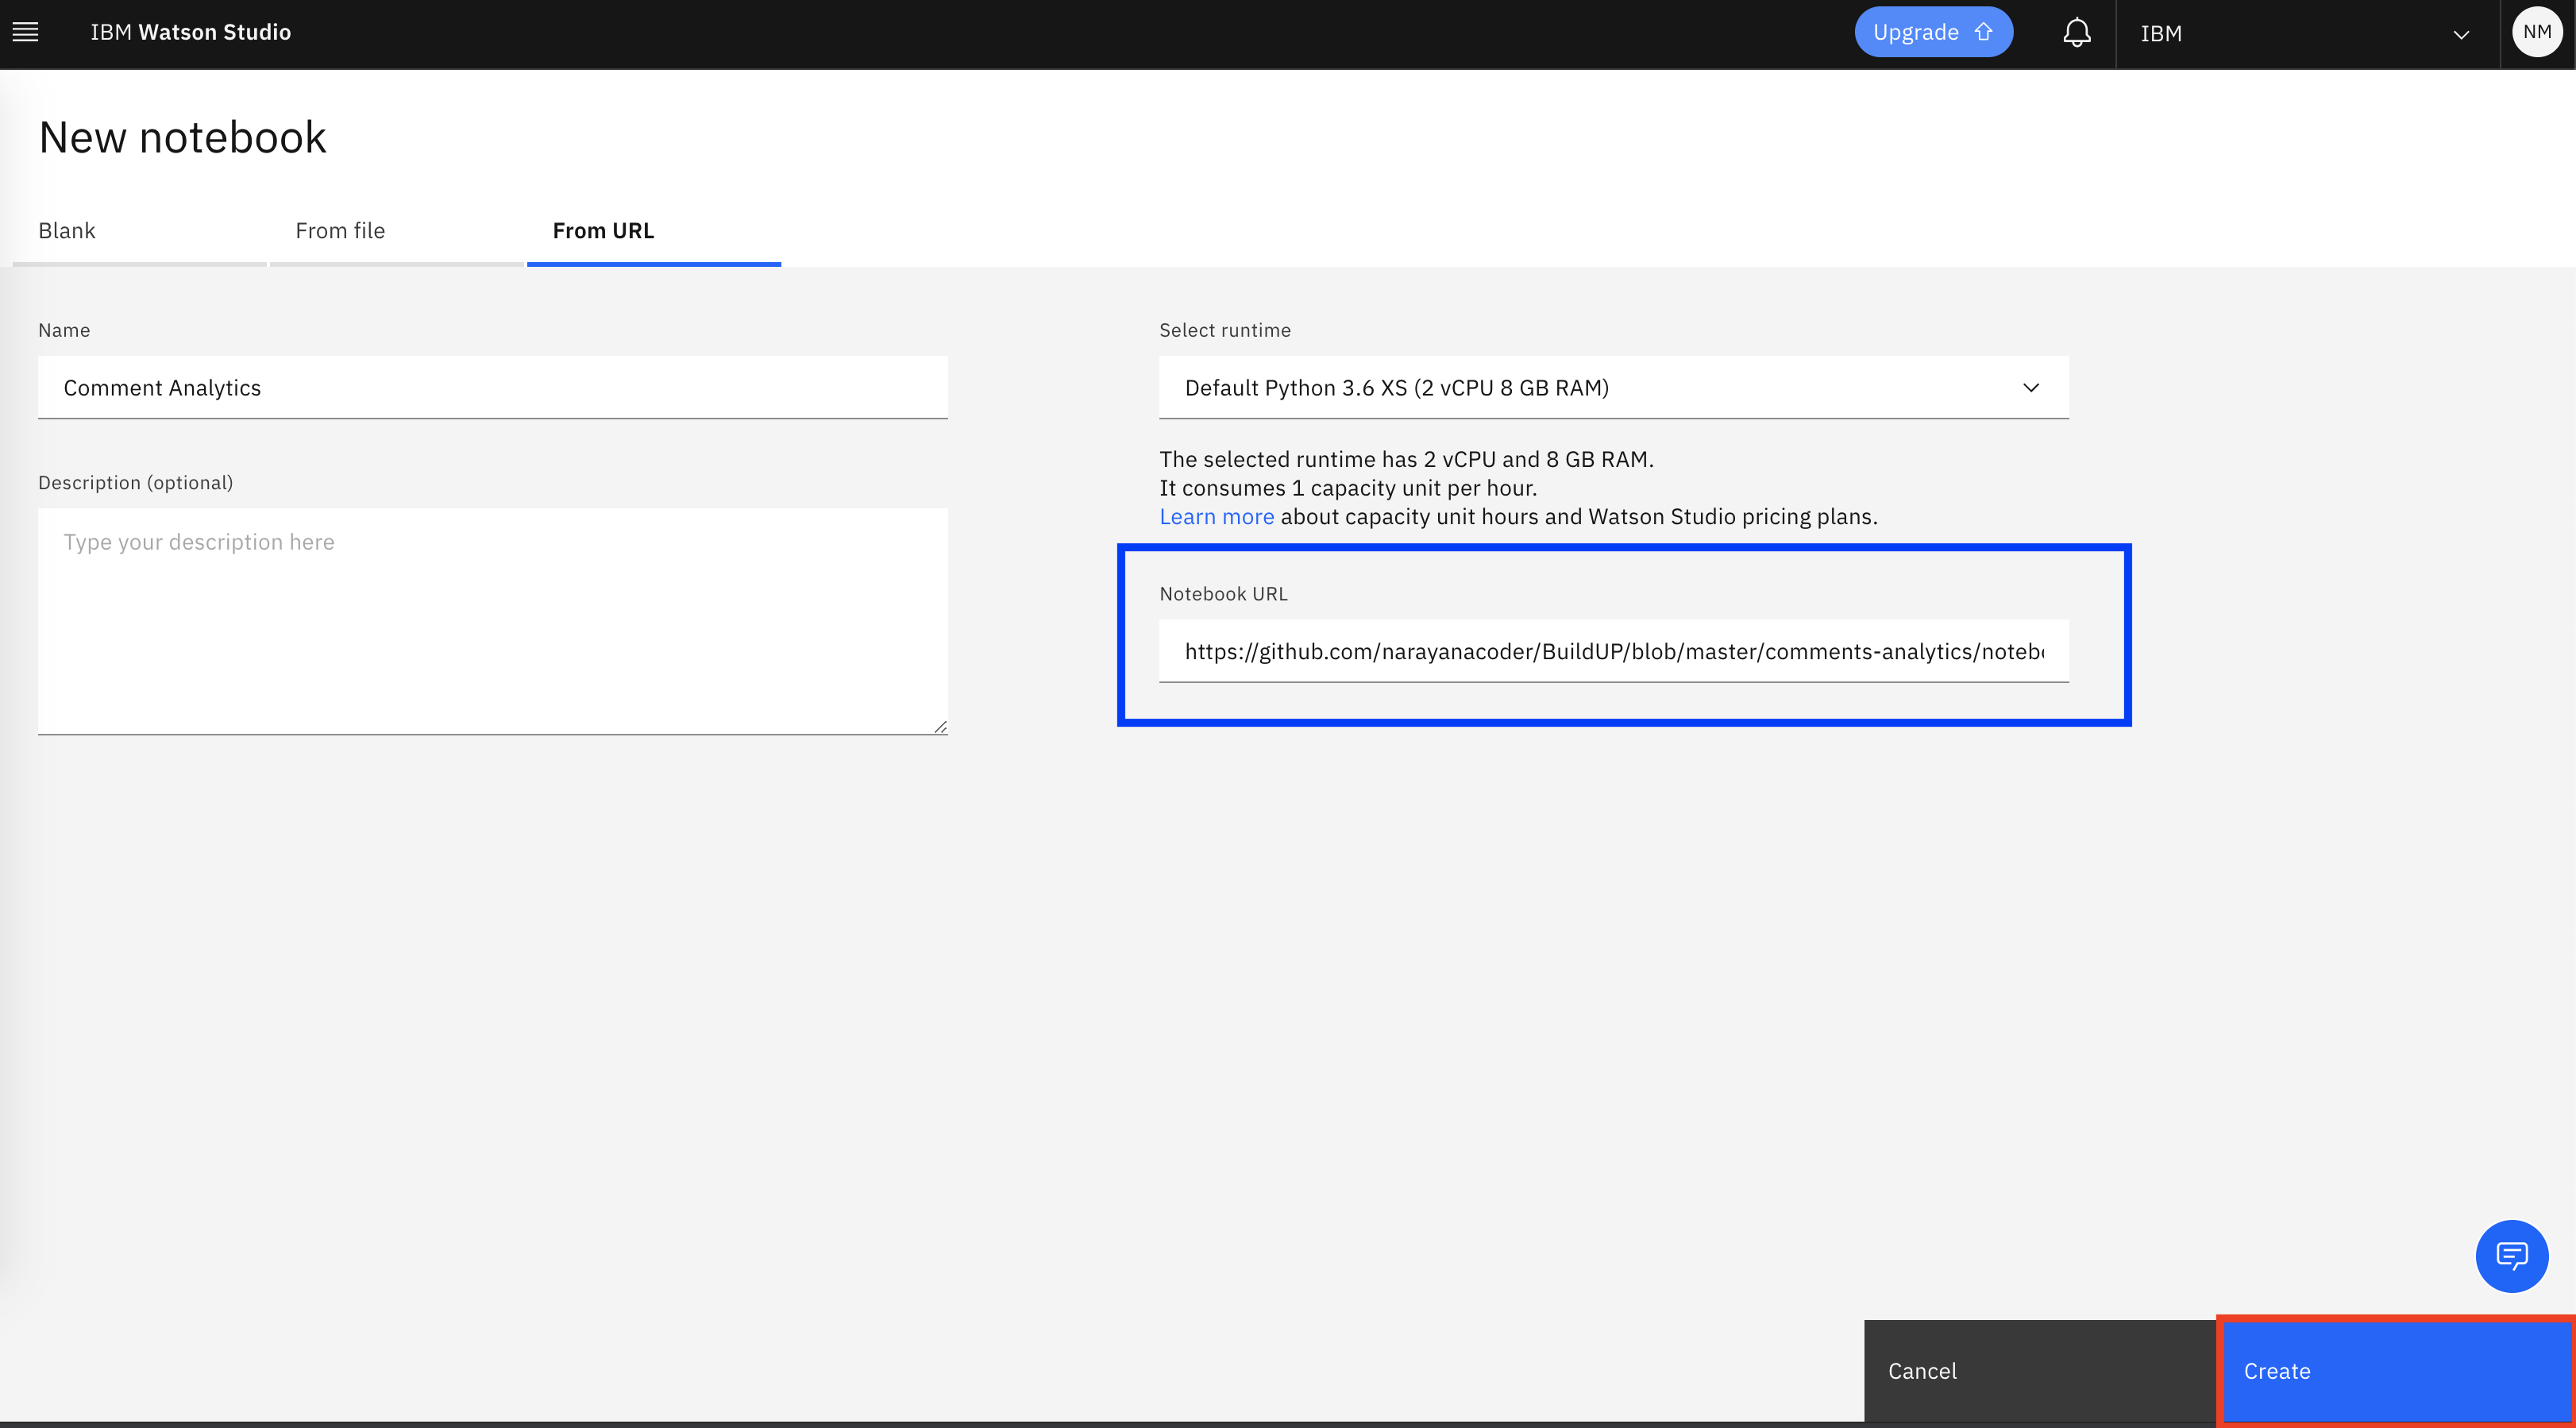 IBM Watson Studio
Upgrade
IBM
NM
New notebook
Blank
From file
From URL
Name
Comment Analytics
Description (optional)
Type your description here
Select runtime
Default Python 3.6 XS (2 vCPU 8 GB RAM)
The selected runtime has 2 vCPU and 8 GB RAM.
It consumes 1 capacity unit per hour.
Learn more about capacity unit hours and Watson Studio pricing plans.
Notebook URL
https://github.com/narayanacoder/BuildUP/blob/master/comments-analytics/notebo
Cancel
Create